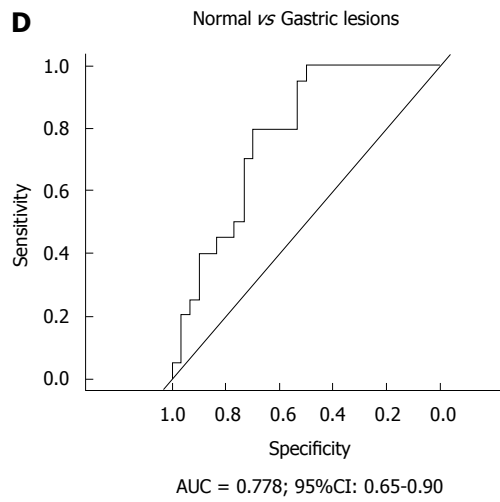 D
Normal vs Gastric lesions
1.0
0.8
0.6
0.4
0.2
0.0
Sensitivity
1.0 0.8 0.6 0.4 0.2 0.0
Specificity
AUC = 0.778; 95%CI: 0.65-0.90